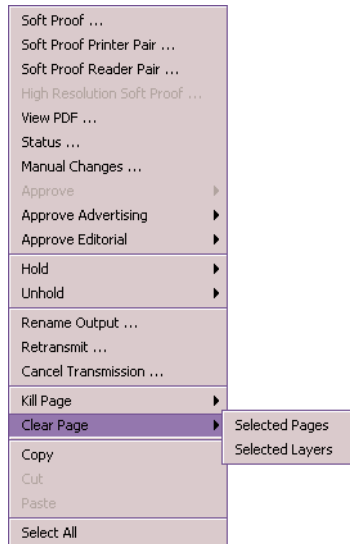 Soft Proof ...
Soft Proof Printer Pair ...
Soft Proof Reader Pair ...
High Resolution Soft Proof ...
View PDF ...
Status ...
Manual Changes ...
Approve
Approve Advertising
Approve Editorial
Hold
Unhold
Rename Output ...
Retransmit ...
Cancel Transmission ...
Kill Page
Clear Page
Selected Pages
Selected Layers
Copy
Cut
Paste
Select All